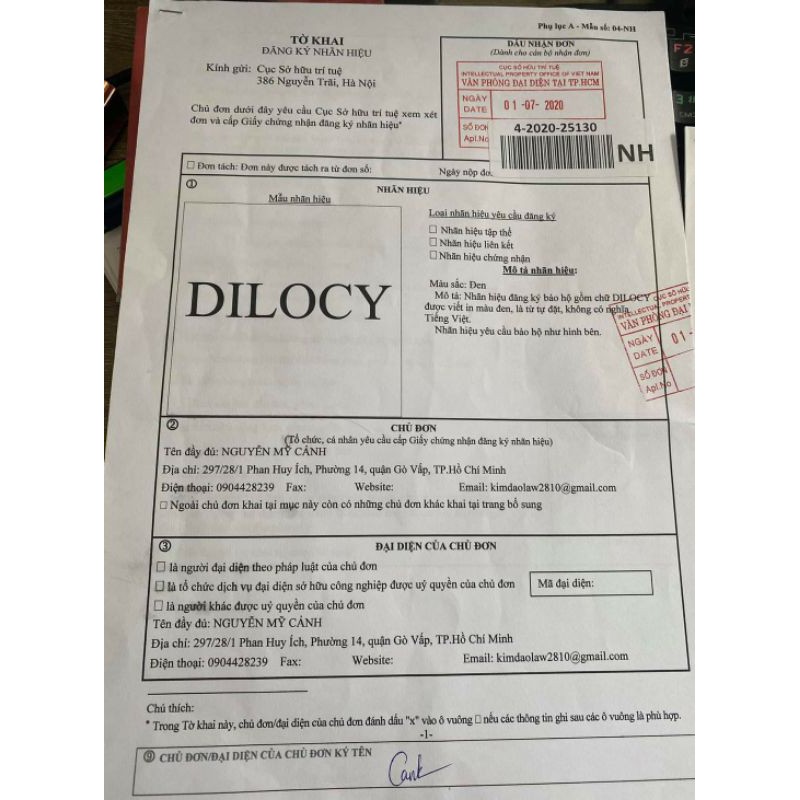 Phụ lục A - Mẫu số: 04-NH
TỜ KHAI
ĐĂNG KÝ NHÃN HIỆU
Kính gửi: Cục Sở hữu trí tuệ
386 Nguyễn Trãi, Hà Nội
Chủ đơn dưới đây yêu cầu Cục Sở hữu trí tuệ xem xét
đơn và cấp Giấy chứng nhận đăng ký nhãn hiệu*
DẤU NHẬN ĐƠN
(Dành cho cán bộ nhận đơn)
CỤC SỞ HỮU TRÍ TUỆ
INTELLECTUAL PROPERTY OFFICE OF VIET NAM
VĂN PHÒNG ĐẠI DIỆN TẠI TP.HCM
NGÀY
DATE
01-07-2020
SỐ ĐƠN
Apl.No
4-2020-25130
NH
☐ Đơn tách: Đơn này được tách ra từ đơn số:
Ngày nộp đơ
① NHÃN HIỆU
Mẫu nhãn hiệu
DILOCY
Loại nhãn hiệu yêu cầu đăng ký
☐ Nhãn hiệu tập thể
☐ Nhãn hiệu liên kết
☐ Nhãn hiệu chứng nhận
Mô tả nhãn hiệu:
Màu sắc: Đen
Mô tả: Nhãn hiệu đăng ký bảo hộ gồm chữ DILOCY
được viết in màu đen, là từ tự đặt, không có nghĩa
Tiếng Việt.
Nhãn hiệu yêu cầu bảo hộ như hình bên.
CỤC SỞ HỮU
INTELLECTUAL PROPERT
VĂN PHÒNG ĐẠI
NGÀY
DATE
01-
SỐ ĐƠN
Apl.No
② CHỦ ĐƠN
(Tổ chức, cá nhân yêu cầu cấp Giấy chứng nhận đăng ký nhãn hiệu)
Tên đầy đủ: NGUYỄN MỸ CẢNH
Địa chỉ: 297/28/1 Phan Huy Ích, Phường 14, quận Gò Vấp, TP.Hồ Chí Minh
Điện thoại: 0904428239 Fax: Website: Email: kimdaolaw2810@gmail.com
☐ Ngoài chủ đơn khai tại mục này còn có những chủ đơn khác khai tại trang bổ sung
③ ĐẠI DIỆN CỦA CHỦ ĐƠN
☐ là người đại diện theo pháp luật của chủ đơn
☐ là tổ chức dịch vụ đại diện sở hữu công nghiệp được uỷ quyền của chủ đơn
Mã đại diện:
☐ là người khác được uỷ quyền của chủ đơn
Tên đầy đủ: NGUYỄN MỸ CẢNH
Địa chỉ: 297/28/1 Phan Huy Ích, Phường 14, quận Gò Vấp, TP.Hồ Chí Minh
Điện thoại: 0904428239 Fax: Website: Email: kimdaolaw2810@gmail.com
Chú thích:
* Trong Tờ khai này, chủ đơn/đại diện của chủ đơn đánh dấu "x" vào ô vuông ☐ nếu các thông tin ghi sau các ô vuông là phù hợp.
-1-
⑨ CHỦ ĐƠN/ĐẠI DIỆN CỦA CHỦ ĐƠN KÝ TÊN
F2